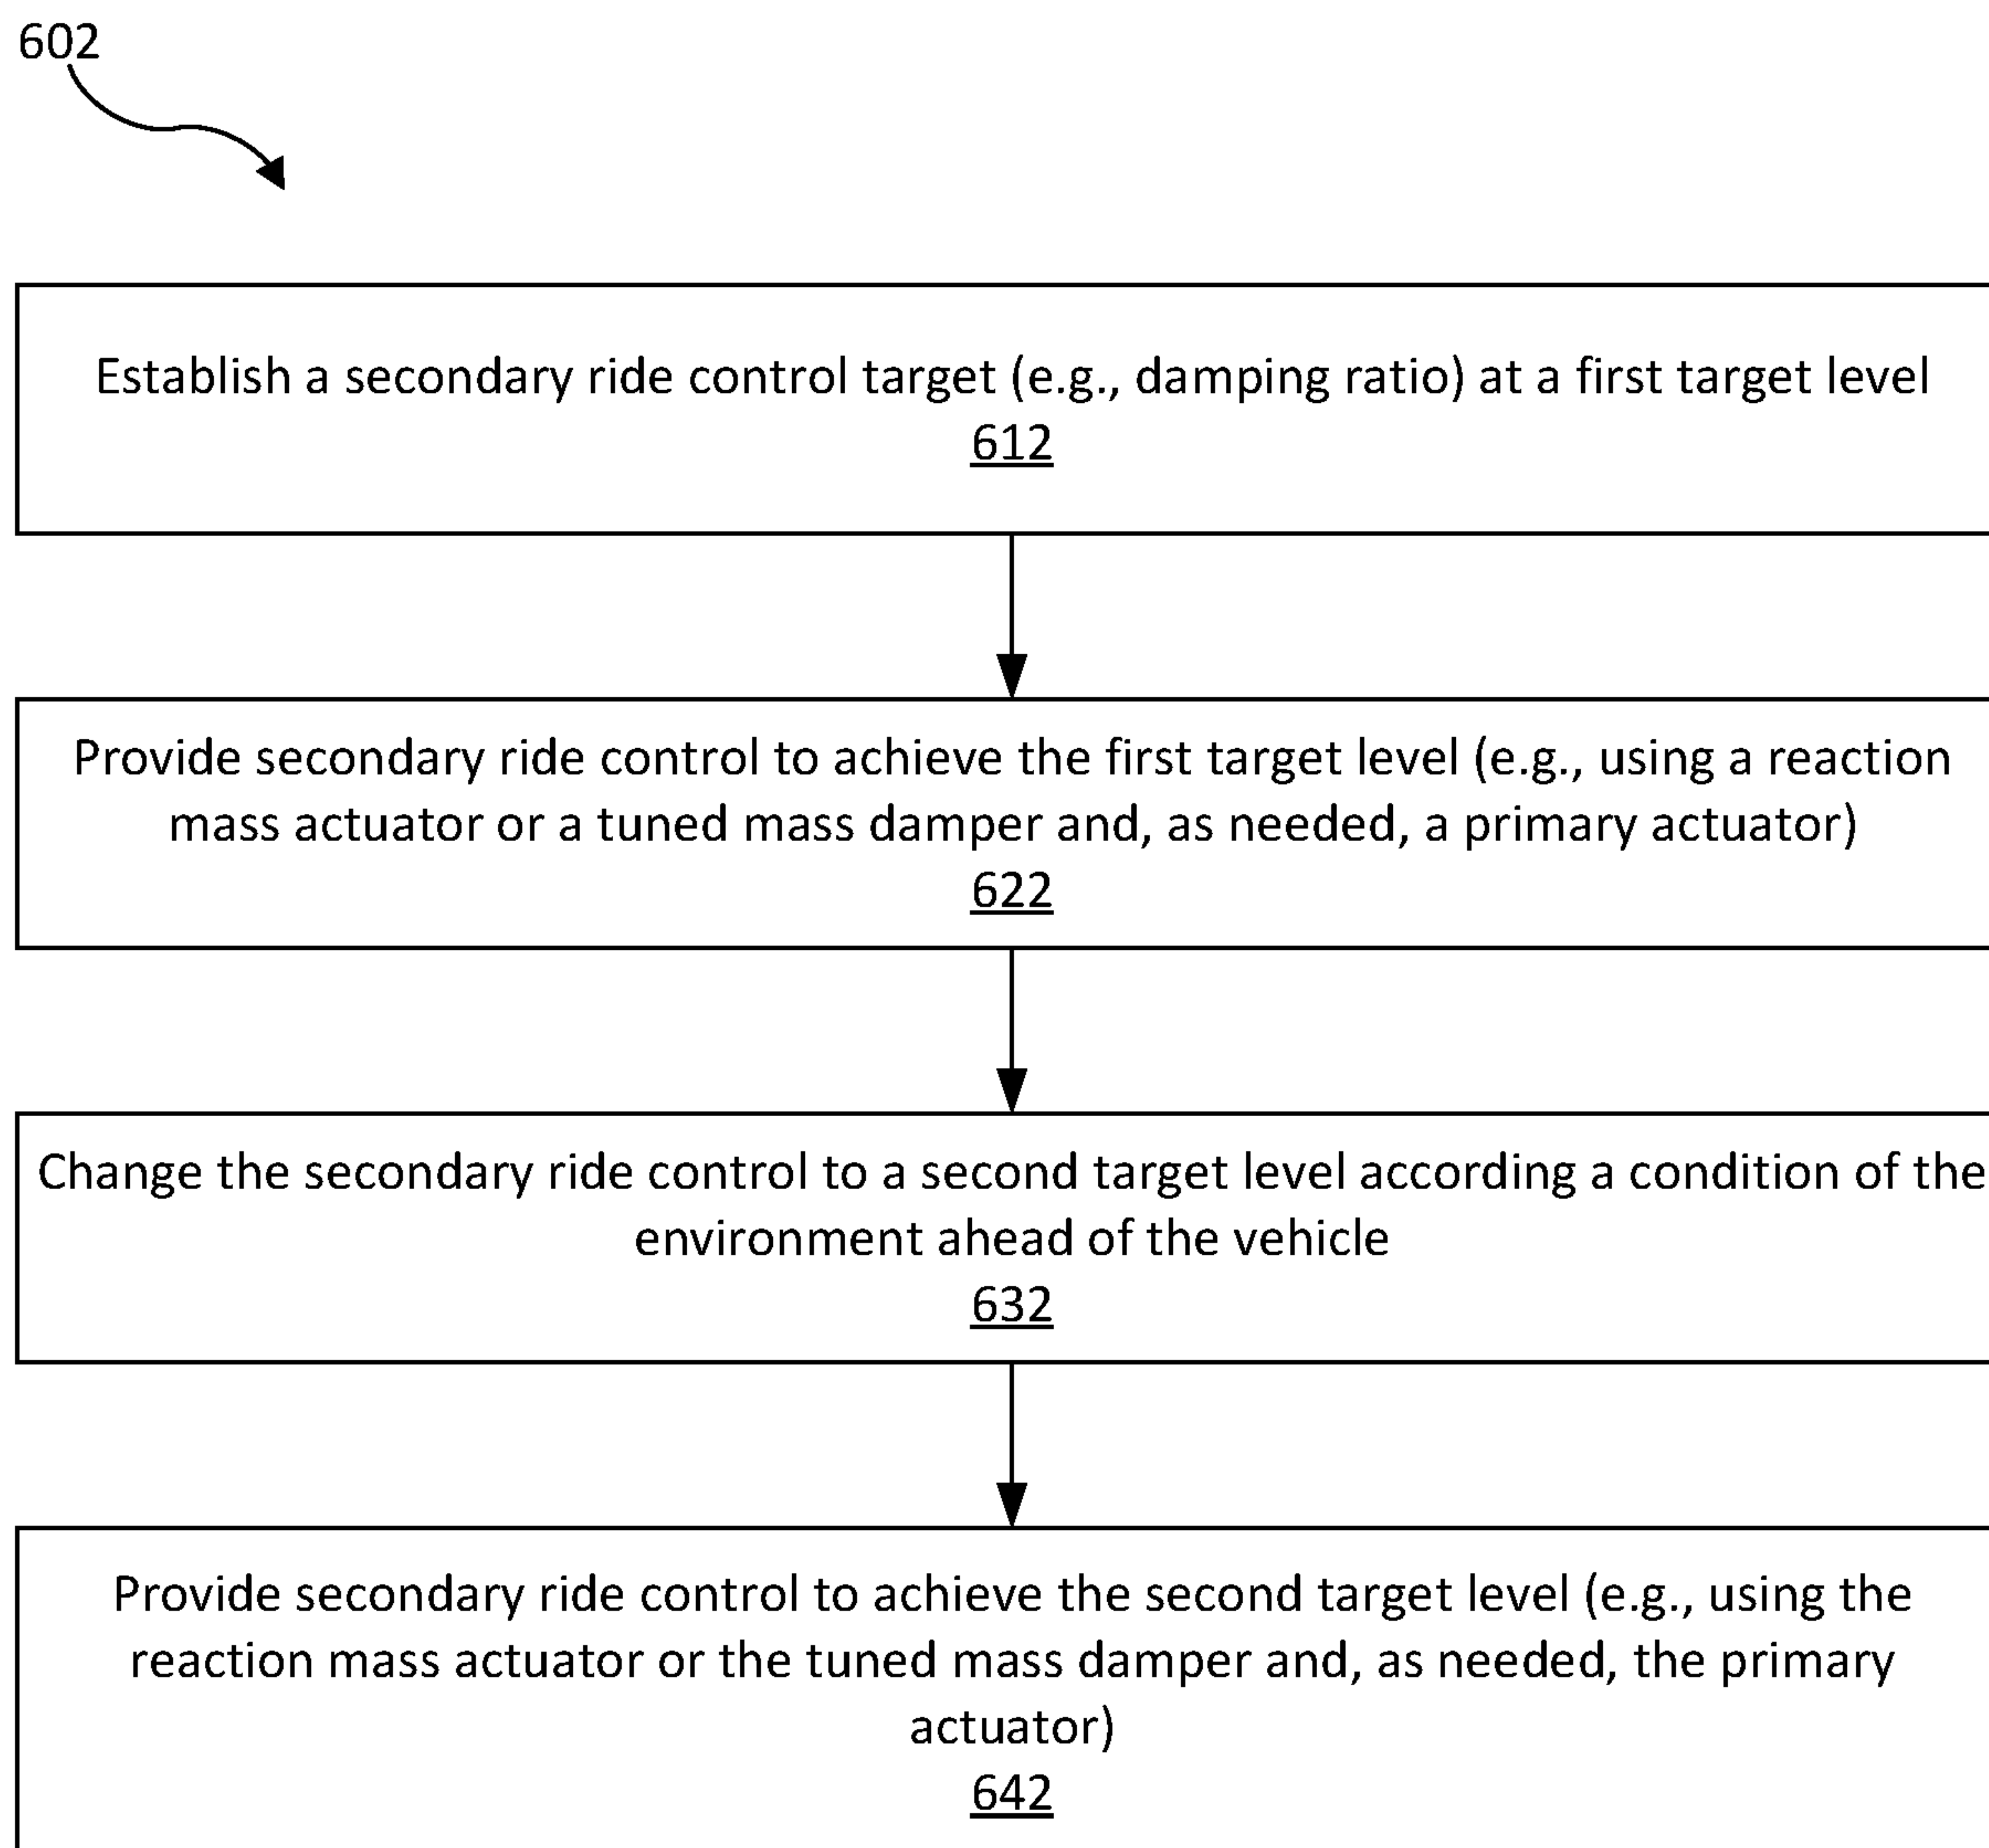 602
Establish a secondary ride control target (e.g., damping ratio) at a first target level
612
Provide secondary ride control to achieve the first target level (e.g., using a reaction
mass actuator or a tuned mass damper and, as needed, a primary actuator)
622
Change the secondary ride control to a second target level according a condition of the
environment ahead of the vehicle
632
Provide secondary ride control to achieve the second target level (e.g., using the
reaction mass actuator or the tuned mass damper and, as needed, the primary
actuator)
642